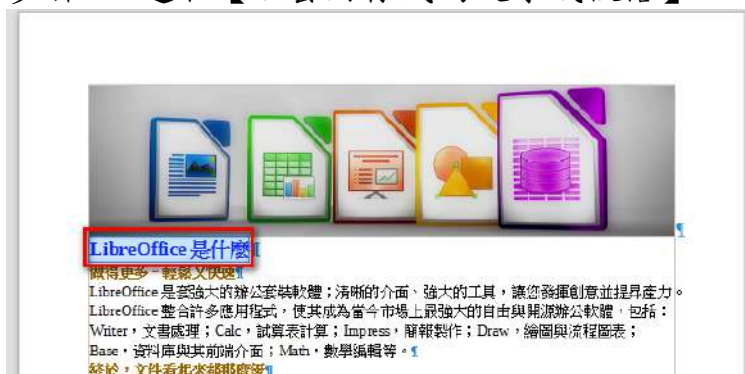 LibreOffice 是什麼¶
做得更多,輕鬆又快速¶
LibreOffice 是套強大的辦公套裝軟體;清晰的介面、強大的工具,讓您發揮創意並提昇產力。
LibreOffice 整合許多應用程式,使其成為當今市場上最強大的自由與開源辦公軟體,包括:
Writer,文書處理;Calc,試算表計算;Impress,簡報製作;Draw,繪圖與流程圖表;
Base,資料庫與其前端介面;Math,數學編輯等。¶